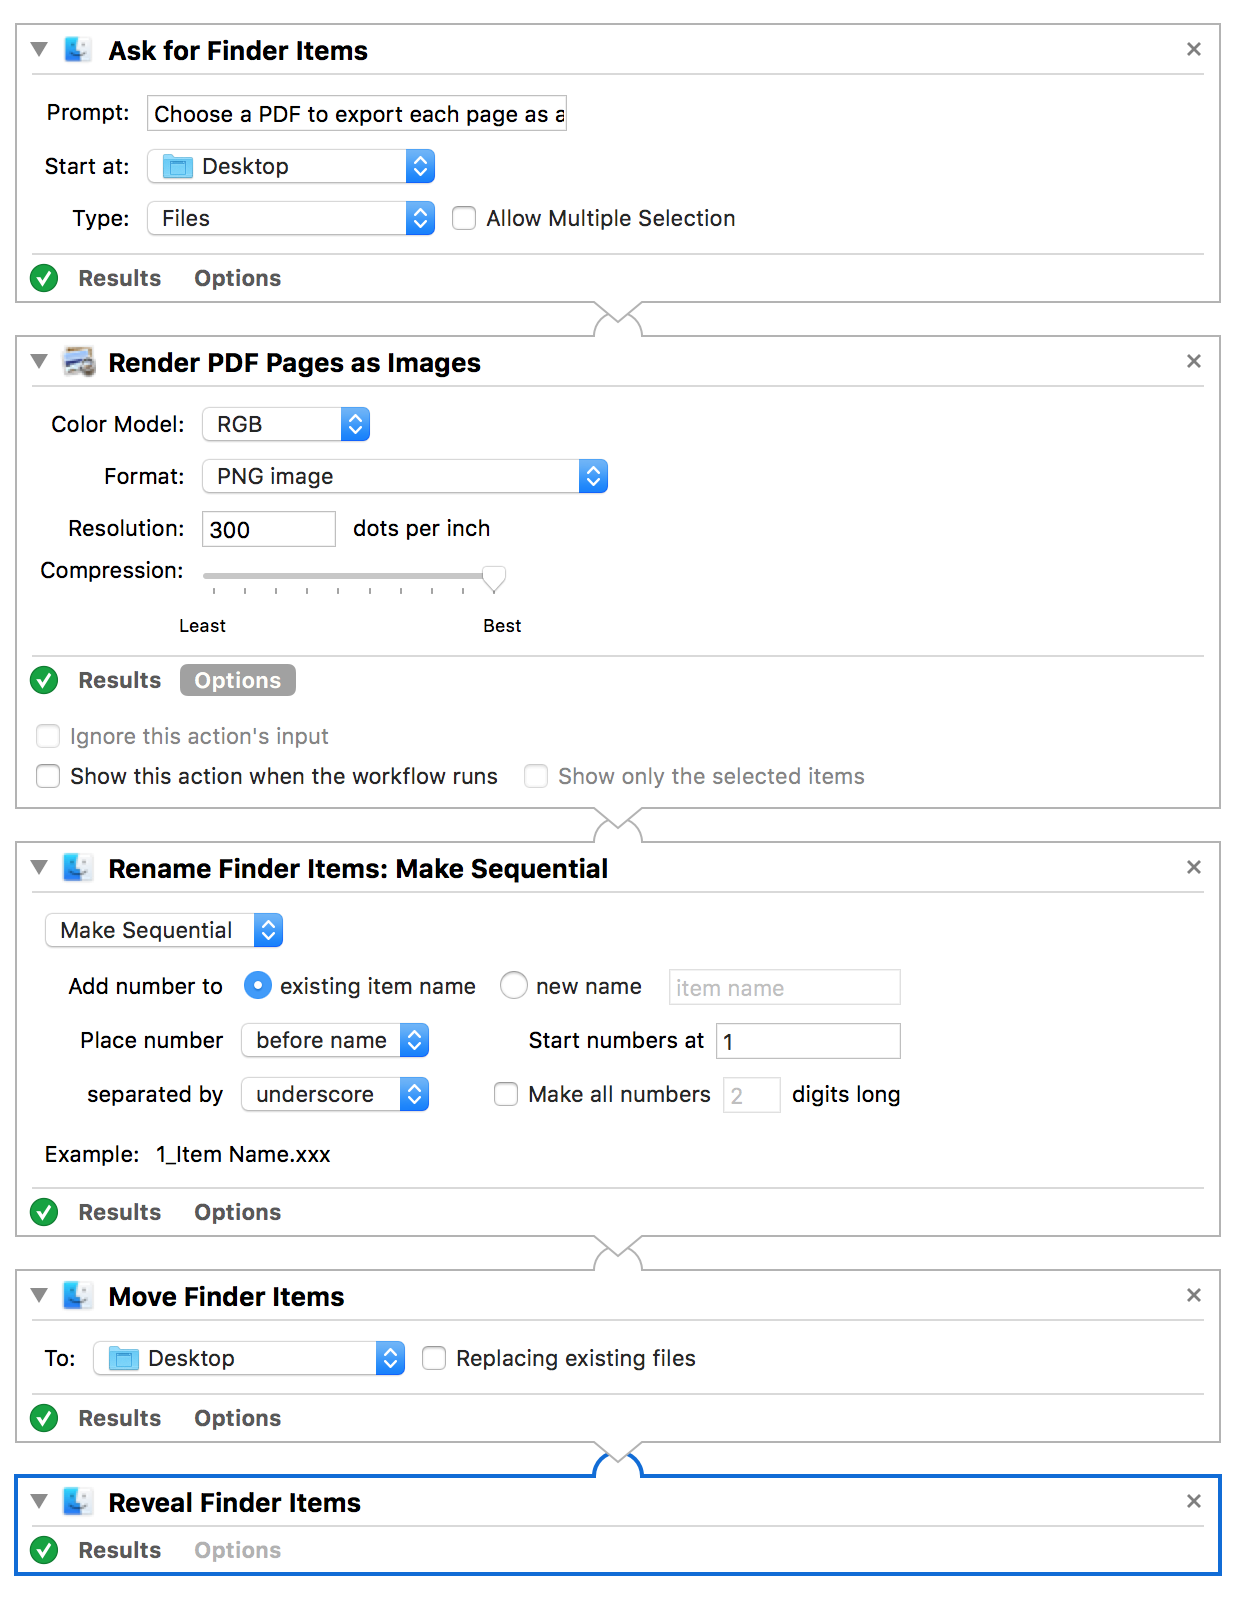 Ask for Finder Items
Prompt: Choose a PDF to export each page as a
Start at: Desktop
Type: Files Allow Multiple Selection
Results Options
Render PDF Pages as Images
Color Model: RGB
Format: PNG image
Resolution: 300 dots per inch
Compression:
Least Best
Results Options
Ignore this action's input
Show this action when the workflow runs Show only the selected items
Rename Finder Items: Make Sequential
Make Sequential
Add number to existing item name new name item name
Place number before name Start numbers at 1
separated by underscore Make all numbers 2 digits long
Example: 1_Item Name.xxx
Results Options
Move Finder Items
To: Desktop Replacing existing files
Results Options
Reveal Finder Items
Results Options